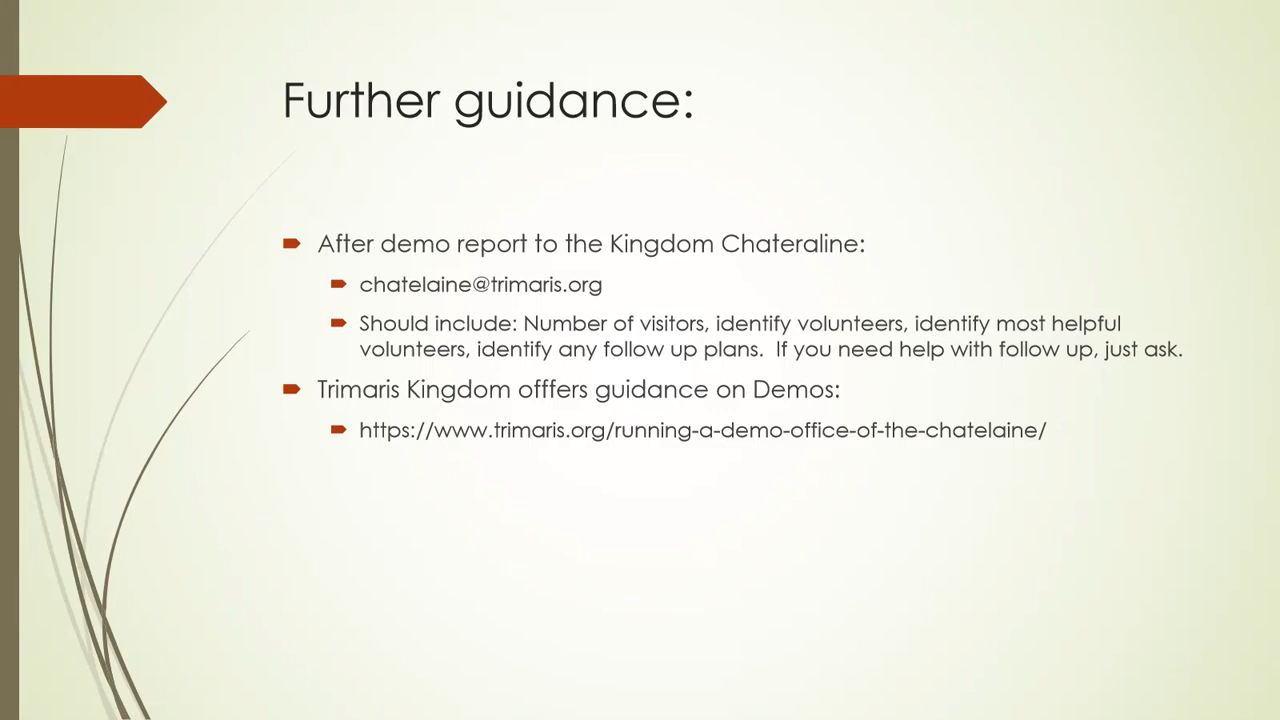 Further guidance:
After demo report to the Kingdom Chateraline:
chatelaine@trimaris.org
Should include: Number of visitors, identify volunteers, identify most helpful
volunteers, identify any follow up plans.  If you need help with follow up, just ask.
Trimaris Kingdom offfers guidance on Demos:
https://www.trimaris.org/running-a-demo-office-of-the-chatelaine/